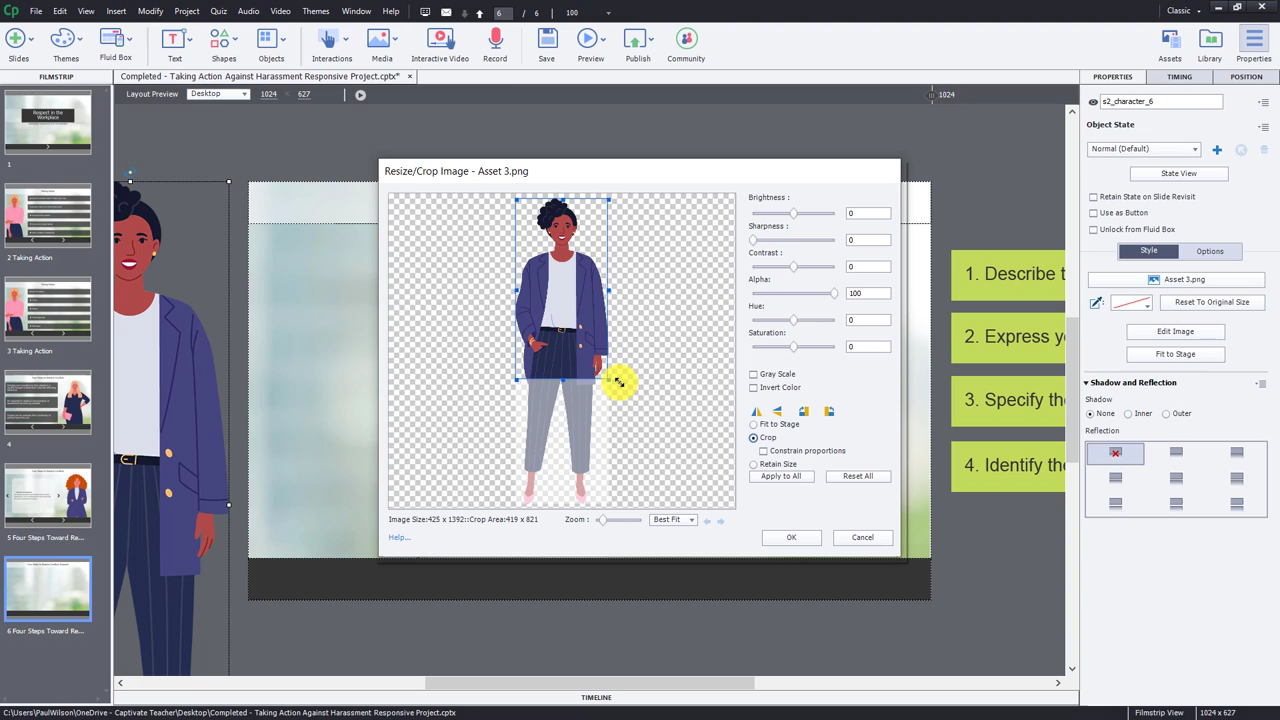 Cp File Edit Insert Modify Project Quiz Audio Video Themes Window Help 6 / 6 100 Classic
Slides Themes Fluid Box Text Shapes Objects Interactions Media Interactive Video Record Save Preview Publish Community Assets Library Properties
FILMSTRIP Completed - Taking Action Against Harassment Responsive Project.cptx* PROPERTIES TIMING POSITION
Layout Preview Desktop 1024 × 627 1024
s2_character_6
Object State
Normal (Default)
State View
Retain State on Slide Revisit
Use as Button
Unlock from Fluid Box
Style Options
Asset 3.png
Reset To Original Size
Edit Image
Fit to Stage
Shadow and Reflection
Shadow
None Inner Outer
Reflection
Respect in the
Workplace
1
2 Taking Action
3 Taking Action
4
5 Four Steps Toward Re...
6 Four Steps Toward Re...
Resize/Crop Image - Asset 3.png
Brightness : 0
Sharpness : 0
Contrast : 0
Alpha: 100
Hue: 0
Saturation: 0
Gray Scale
Invert Color
Fit to Stage
Crop
Constrain proportions
Retain Size
Apply to All Reset All
Image Size:425 x 1392::Crop Area:419 x 821 Zoom : Best Fit
Help... OK Cancel
1. Describe t
2. Express y
3. Specify th
4. Identify the
TIMELINE
C:\Users\PaulWilson\OneDrive - Captivate Teacher\Desktop\Completed - Taking Action Against Harassment Responsive Project.cptx Filmstrip View 1024 x 627